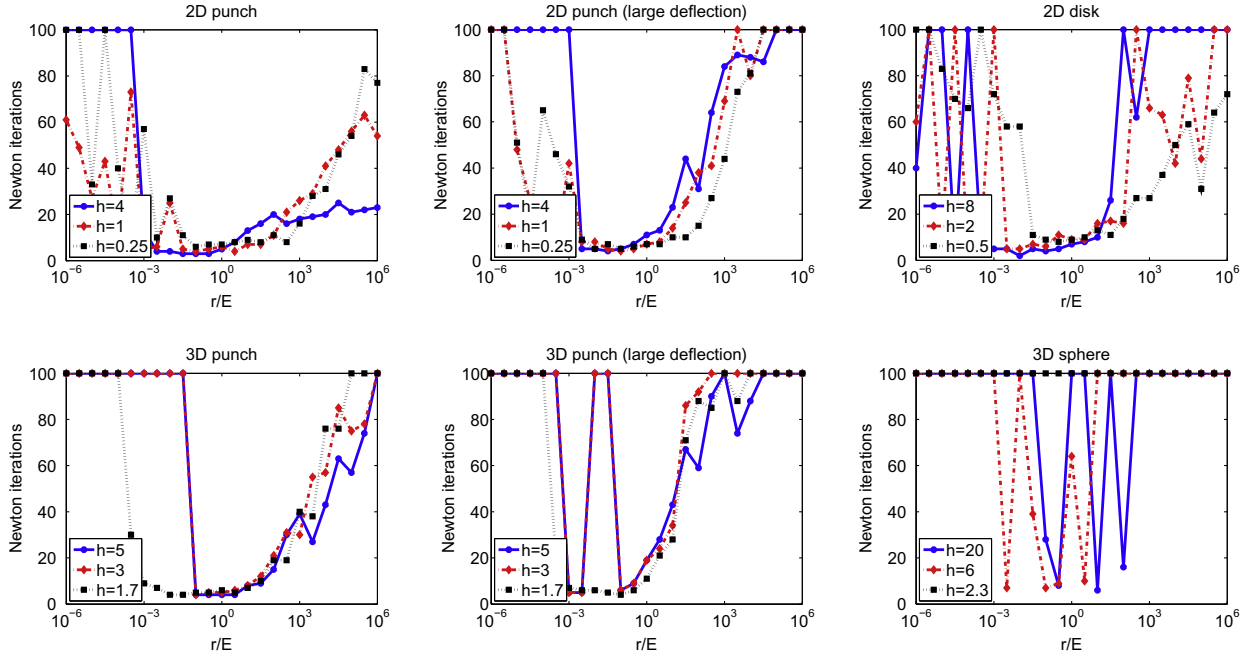 2D punch
Newton iterations
100
80
60
40
20
0
h=4
h=1
h=0.25
10^-6 10^-3 10^0 10^3 10^6
r/E
2D punch (large deflection)
Newton iterations
100
80
60
40
20
0
h=4
h=1
h=0.25
10^-6 10^-3 10^0 10^3 10^6
r/E
2D disk
Newton iterations
100
80
60
40
20
0
h=8
h=2
h=0.5
10^-6 10^-3 10^0 10^3 10^6
r/E
3D punch
Newton iterations
100
80
60
40
20
0
h=5
h=3
h=1.7
10^-6 10^-3 10^0 10^3 10^6
r/E
3D punch (large deflection)
Newton iterations
100
80
60
40
20
0
h=5
h=3
h=1.7
10^-6 10^-3 10^0 10^3 10^6
r/E
3D sphere
Newton iterations
100
80
60
40
20
0
h=20
h=6
h=2.3
10^-6 10^-3 10^0 10^3 10^6
r/E